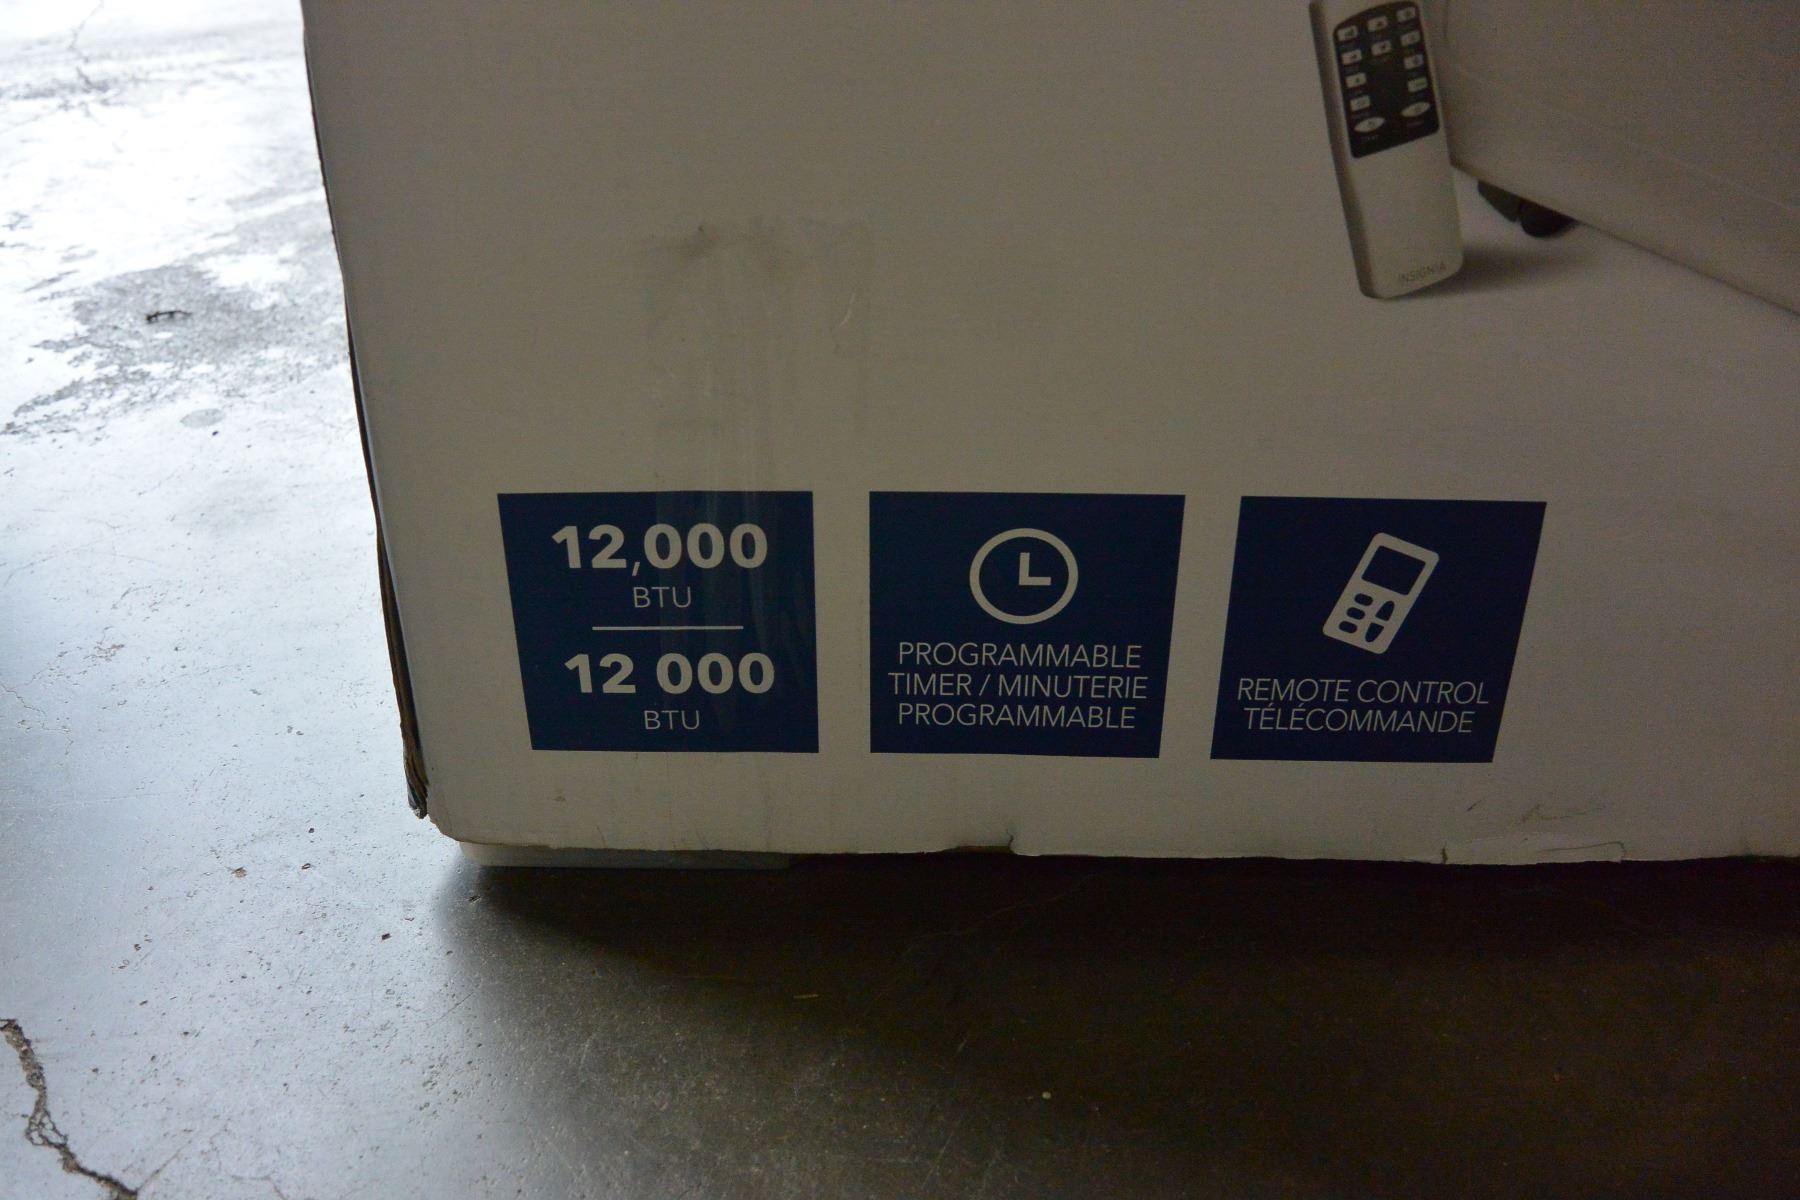 INSIGNIA
12,000
BTU
12 000
BTU
PROGRAMMABLE
TIMER / MINUTERIE
PROGRAMMABLE
REMOTE CONTROL
TÉLÉCOMMANDE